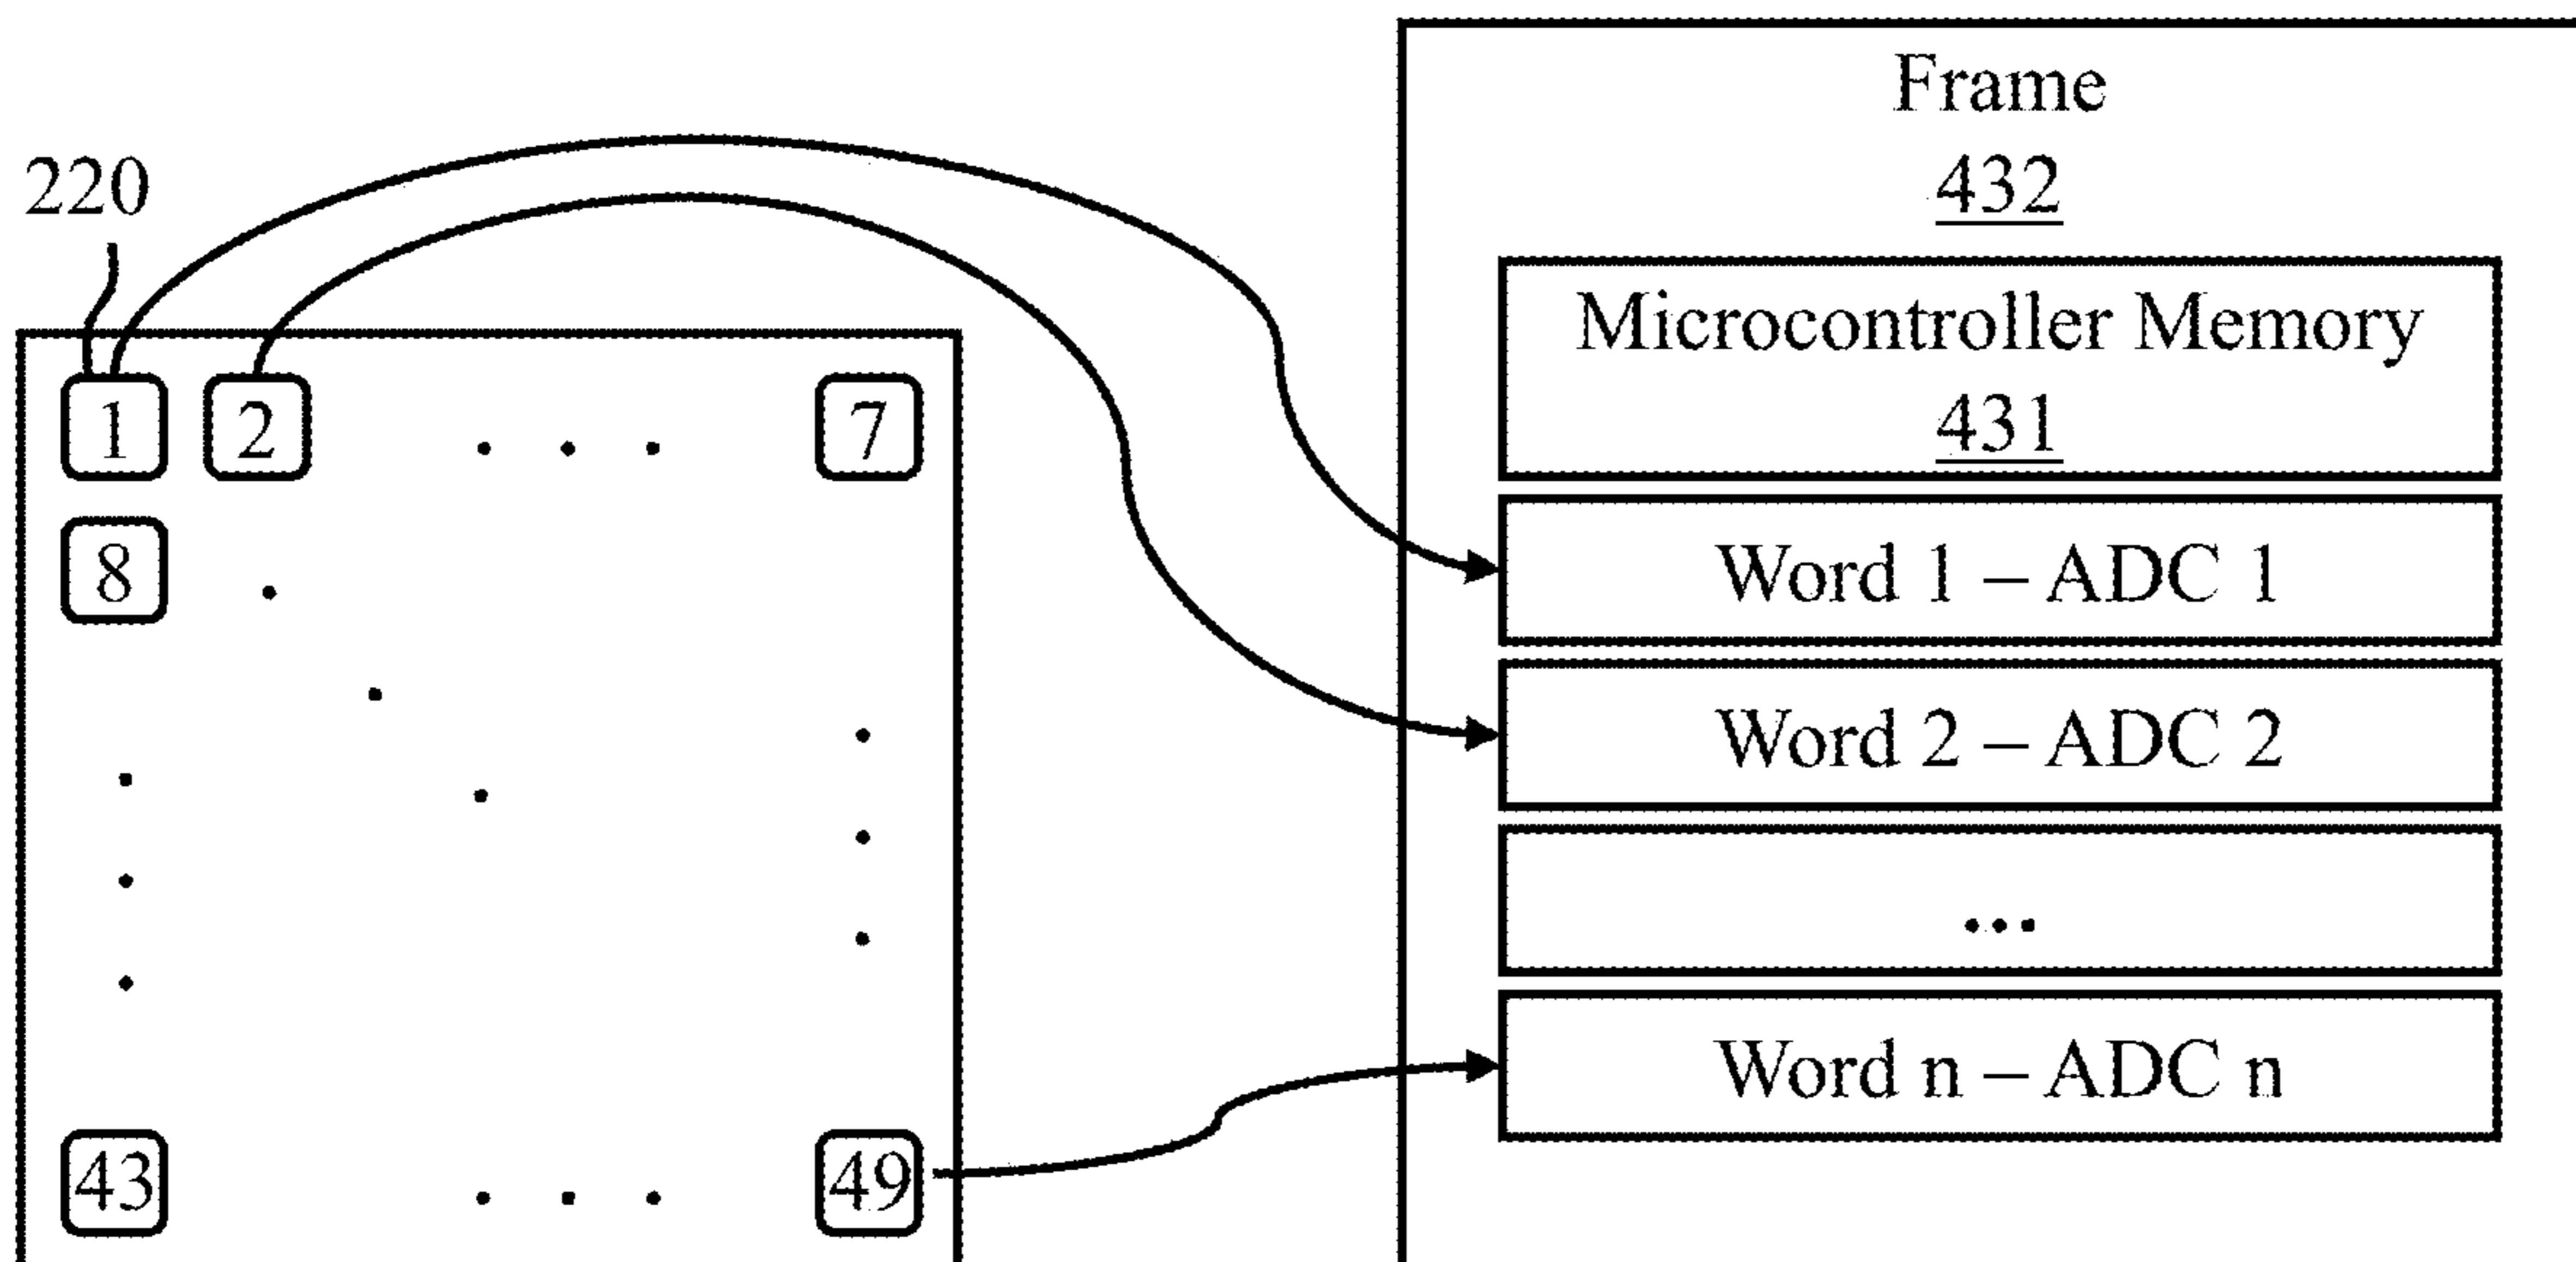 Frame
432
220
Microcontroller Memory
431
1 2 . . . 7
8
Word 1 – ADC 1
Word 2 – ADC 2
...
Word n – ADC n
43 . . . 49